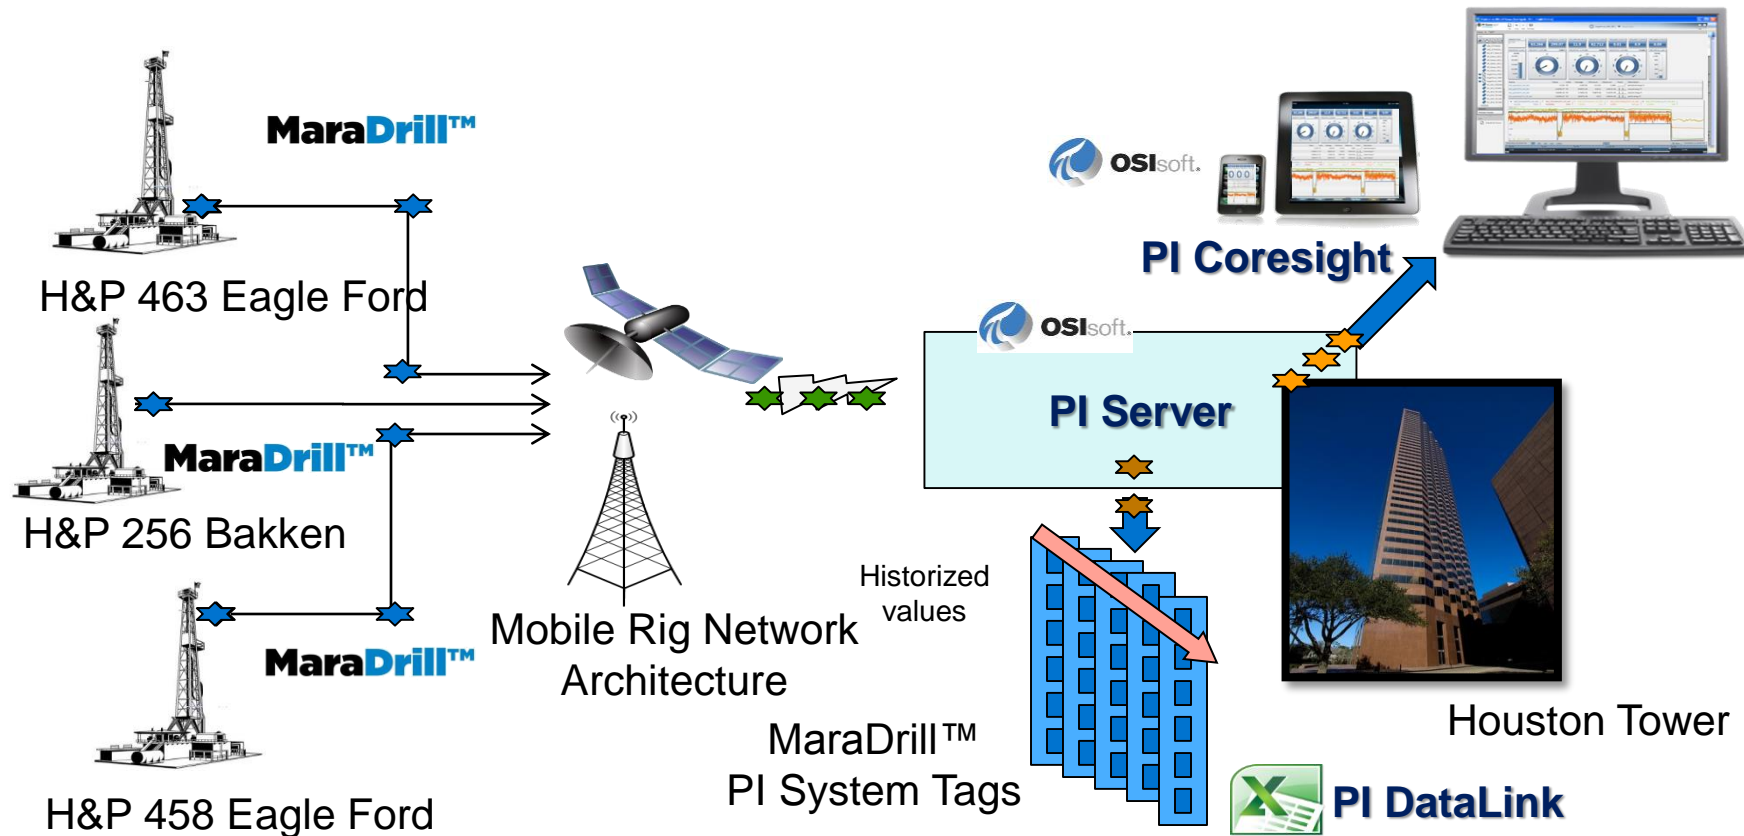 MaraDrill™
H&P 463 Eagle Ford
MaraDrill™
H&P 256 Bakken
MaraDrill™
H&P 458 Eagle Ford
Mobile Rig Network
Architecture
OSIsoft.
PI Coresight
OSIsoft.
PI Server
Historized
values
MaraDrill™
PI System Tags
Houston Tower
PI DataLink